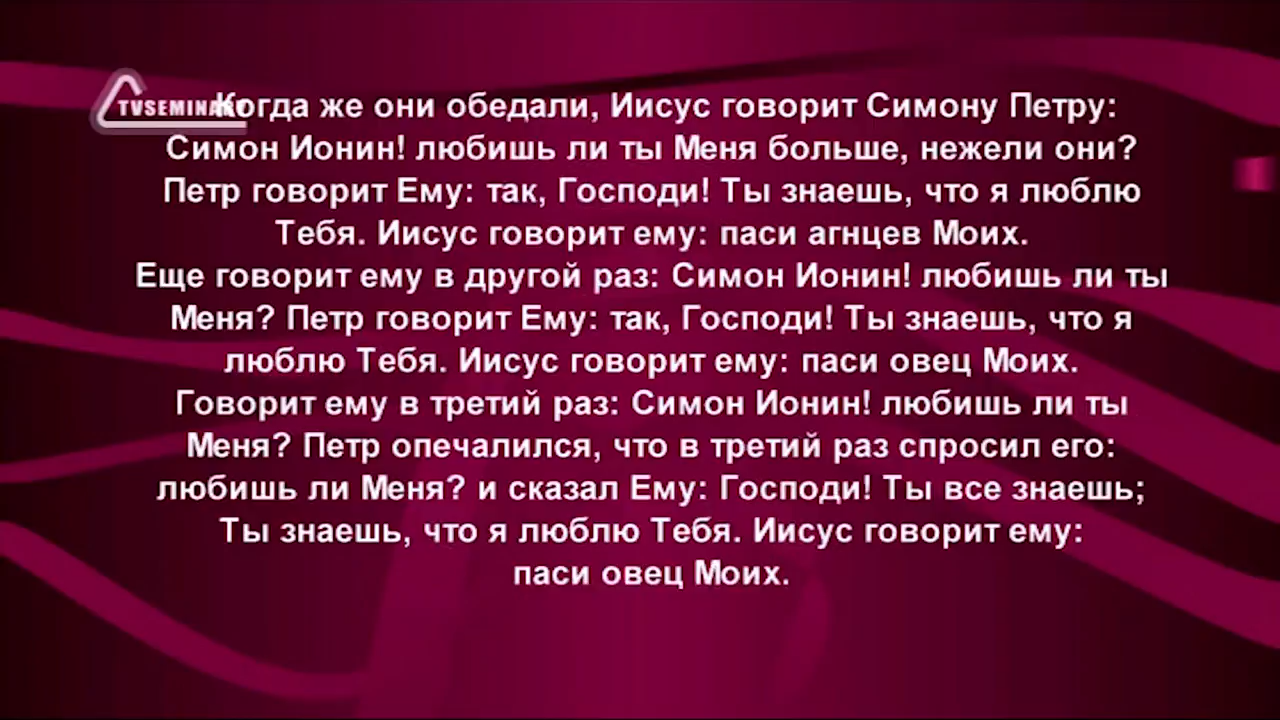 TVSEMINARY
Когда же они обедали, Иисус говорит Симону Петру:
Симон Ионин! любишь ли ты Меня больше, нежели они?
Петр говорит Ему: так, Господи! Ты знаешь, что я люблю
Тебя. Иисус говорит ему: паси агнцев Моих.
Еще говорит ему в другой раз: Симон Ионин! любишь ли ты
Меня? Петр говорит Ему: так, Господи! Ты знаешь, что я
люблю Тебя. Иисус говорит ему: паси овец Моих.
Говорит ему в третий раз: Симон Ионин! любишь ли ты
Меня? Петр опечалился, что в третий раз спросил его:
любишь ли Меня? и сказал Ему: Господи! Ты все знаешь;
Ты знаешь, что я люблю Тебя. Иисус говорит ему:
паси овец Моих.